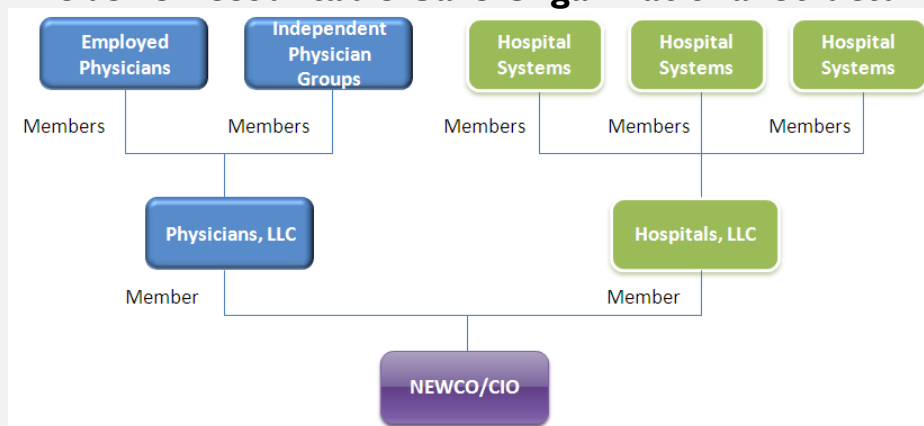 Employed
Physicians
Independent
Physician
Groups
Hospital
Systems
Hospital
Systems
Hospital
Systems
Members
Members
Members
Members
Members
Physicians, LLC
Hospitals, LLC
Member
Member
NEWCO/CIO